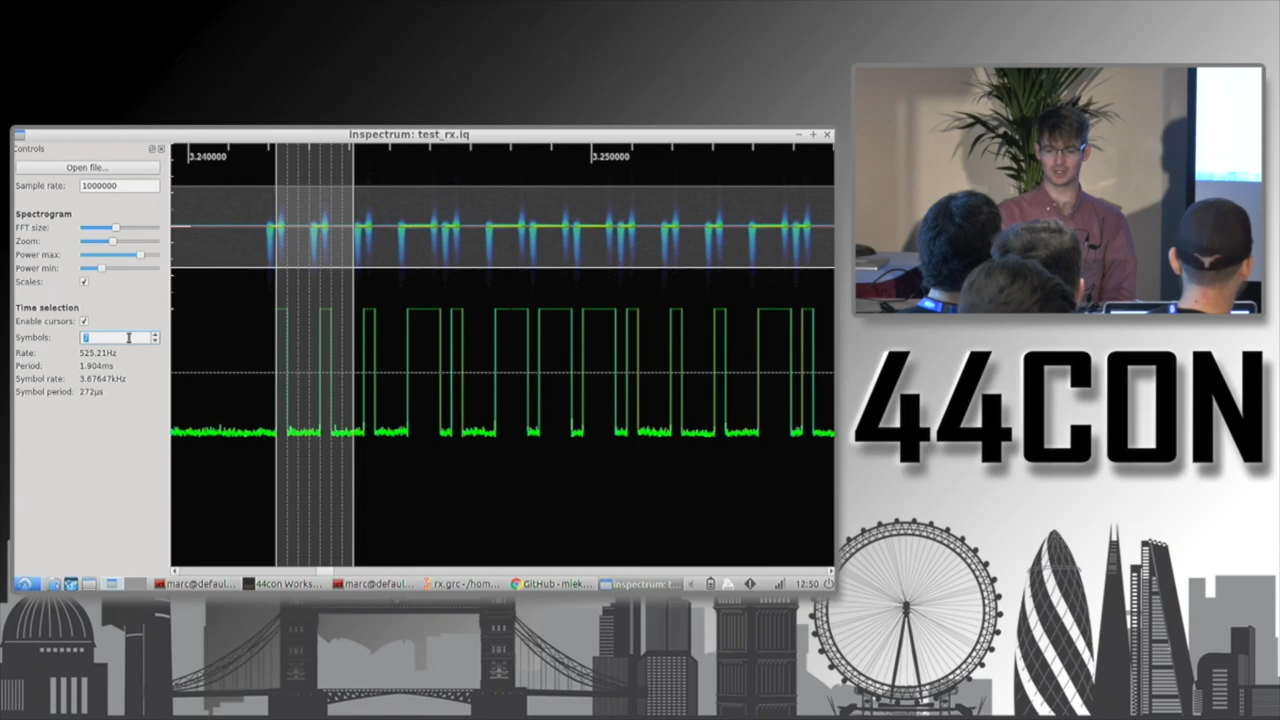 Inspectrum: test_rx.iq
Controls
Open file...
Sample rate: 1000000
Spectrogram
FFT size:
Zoom:
Power max:
Power min:
Scales:
Time selection
Enable cursors:
Symbols: 7
Rate: 525.21Hz
Period: 1.904ms
Symbol rate: 3.67647kHz
Symbol period: 272µs
3.240000
3.250000
marc@defaul...
44con Works...
marc@defaul...
rx.grc - /hom...
GitHub - miek...
inspectrum: t...
12:50
44CON